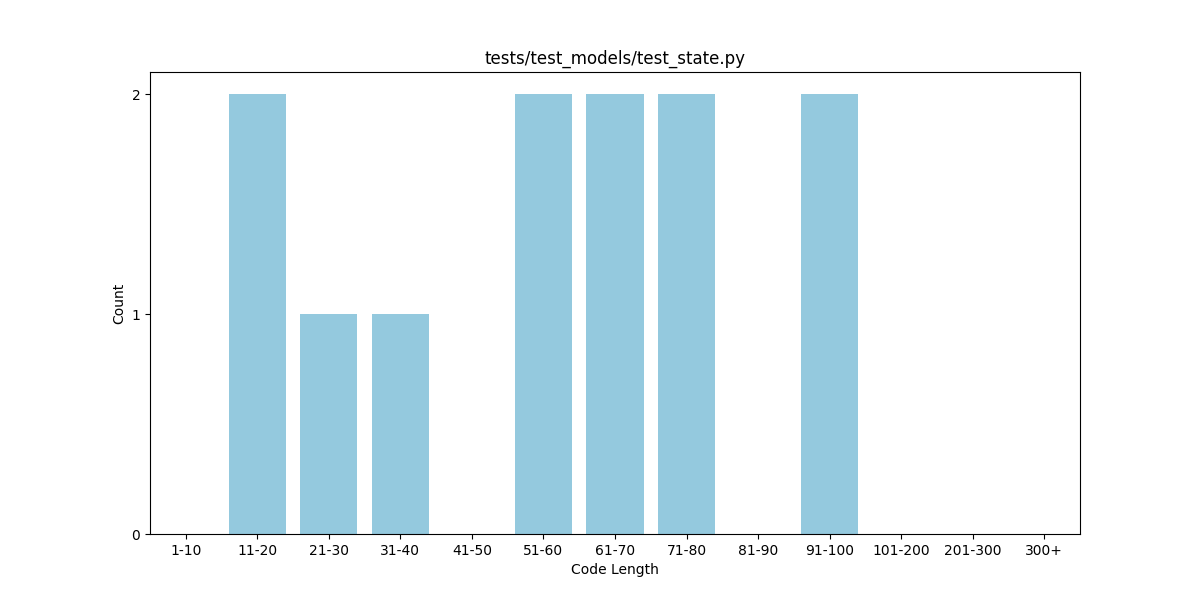 tests/test_models/test_state.py
2
1
0
Count
1-10 11-20 21-30 31-40 41-50 51-60 61-70 71-80 81-90 91-100 101-200 201-300 300+
Code Length